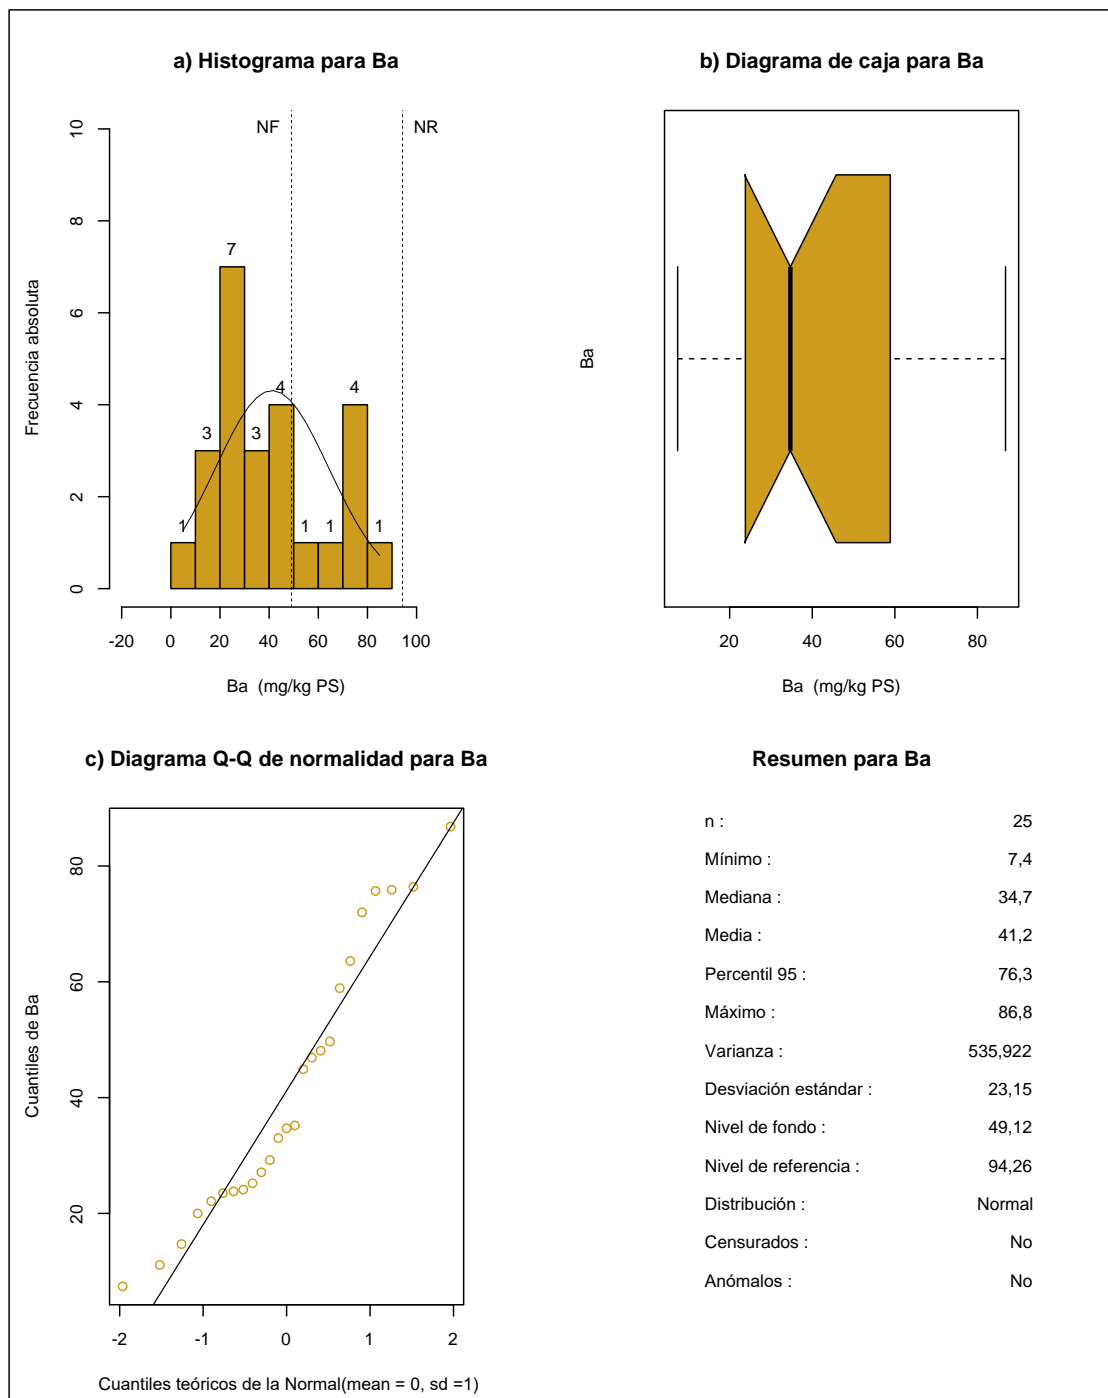 a) Histograma para Ba
NF
NR
10
8
6
4
2
0
Frecuencia absoluta
1
3
7
3
4
1
1
4
1
-20 0 20 40 60 80 100
Ba (mg/kg PS)
b) Diagrama de caja para Ba
Ba
20 40 60 80
Ba (mg/kg PS)
c) Diagrama Q-Q de normalidad para Ba
80
60
40
20
Cuantiles de Ba
-2 -1 0 1 2
Cuantiles teóricos de la Normal(mean = 0, sd =1)
Resumen para Ba
n : 25
Mínimo : 7,4
Mediana : 34,7
Media : 41,2
Percentil 95 : 76,3
Máximo : 86,8
Varianza : 535,922
Desviación estándar : 23,15
Nivel de fondo : 49,12
Nivel de referencia : 94,26
Distribución : Normal
Censurados : No
Anómalos : No